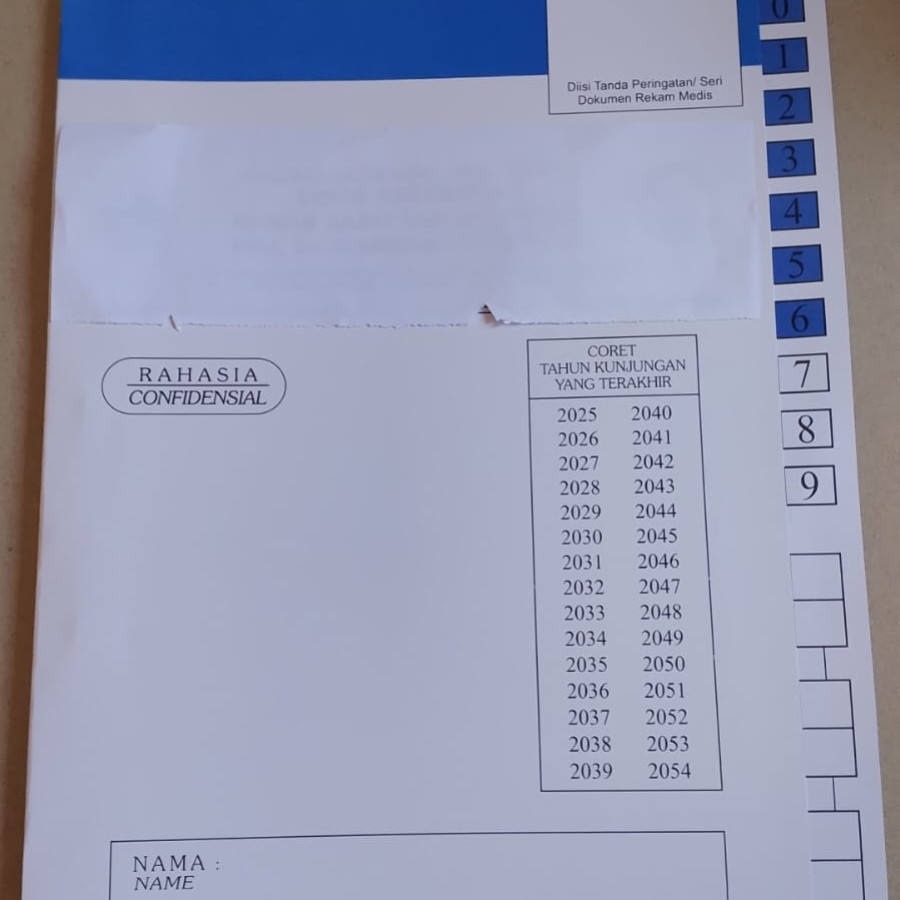 Diisi Tanda Peringatan/ Seri
Dokumen Rekam Medis
0
1
2
3
4
5
6
7
8
9
RAHASIA
CONFIDENSIAL
CORET
TAHUN KUNJUNGAN
YANG TERAKHIR
2025 2040
2026 2041
2027 2042
2028 2043
2029 2044
2030 2045
2031 2046
2032 2047
2033 2048
2034 2049
2035 2050
2036 2051
2037 2052
2038 2053
2039 2054
NAMA :
NAME